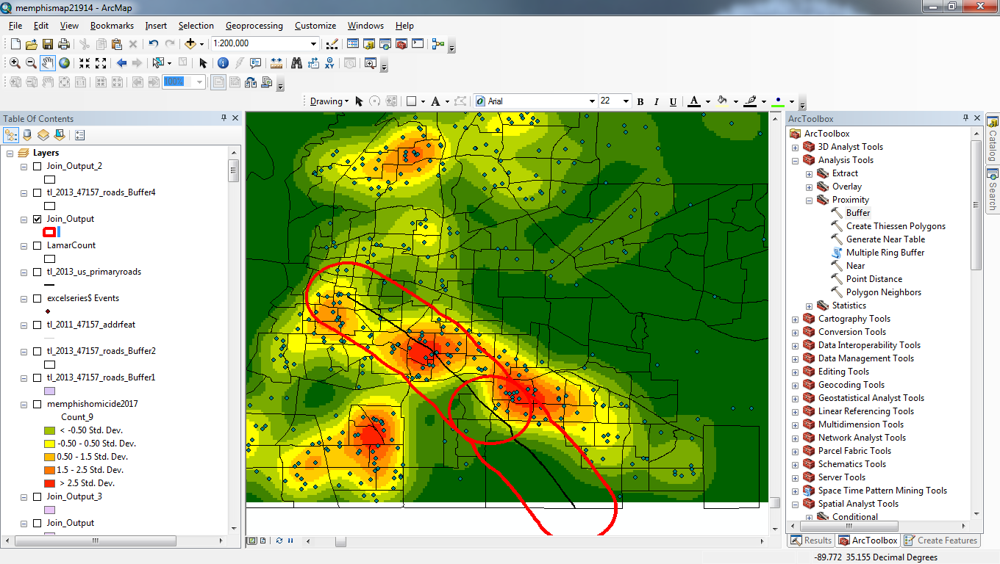 memphismap21914 - ArcMap
File Edit View Bookmarks Insert Selection Geoprocessing Customize Windows Help
1:200,000
XY
1:1
100%
Drawing A Arial 22 B I U A
Table Of Contents
Layers
Join_Output_2
tl_2013_47157_roads_Buffer4
Join_Output
LamarCount
tl_2013_us_primaryroads
excelseries$ Events
tl_2011_47157_addrfeat
tl_2013_47157_roads_Buffer2
tl_2013_47157_roads_Buffer1
memphishomicide2017
Count_9
< -0.50 Std. Dev.
-0.50 - 0.50 Std. Dev.
0.50 - 1.5 Std. Dev.
1.5 - 2.5 Std. Dev.
> 2.5 Std. Dev.
Join_Output_3
Join_Output
ArcToolbox
ArcToolbox
3D Analyst Tools
Analysis Tools
Extract
Overlay
Proximity
Buffer
Create Thiessen Polygons
Generate Near Table
Multiple Ring Buffer
Near
Point Distance
Polygon Neighbors
Statistics
Cartography Tools
Conversion Tools
Data Interoperability Tools
Data Management Tools
Editing Tools
Geocoding Tools
Geostatistical Analyst Tools
Linear Referencing Tools
Multidimension Tools
Network Analyst Tools
Parcel Fabric Tools
Schematics Tools
Server Tools
Space Time Pattern Mining Tools
Spatial Analyst Tools
Conditional
Results ArcToolbox Create Features
Catalog
Search
-89.772 35.155 Decimal Degrees